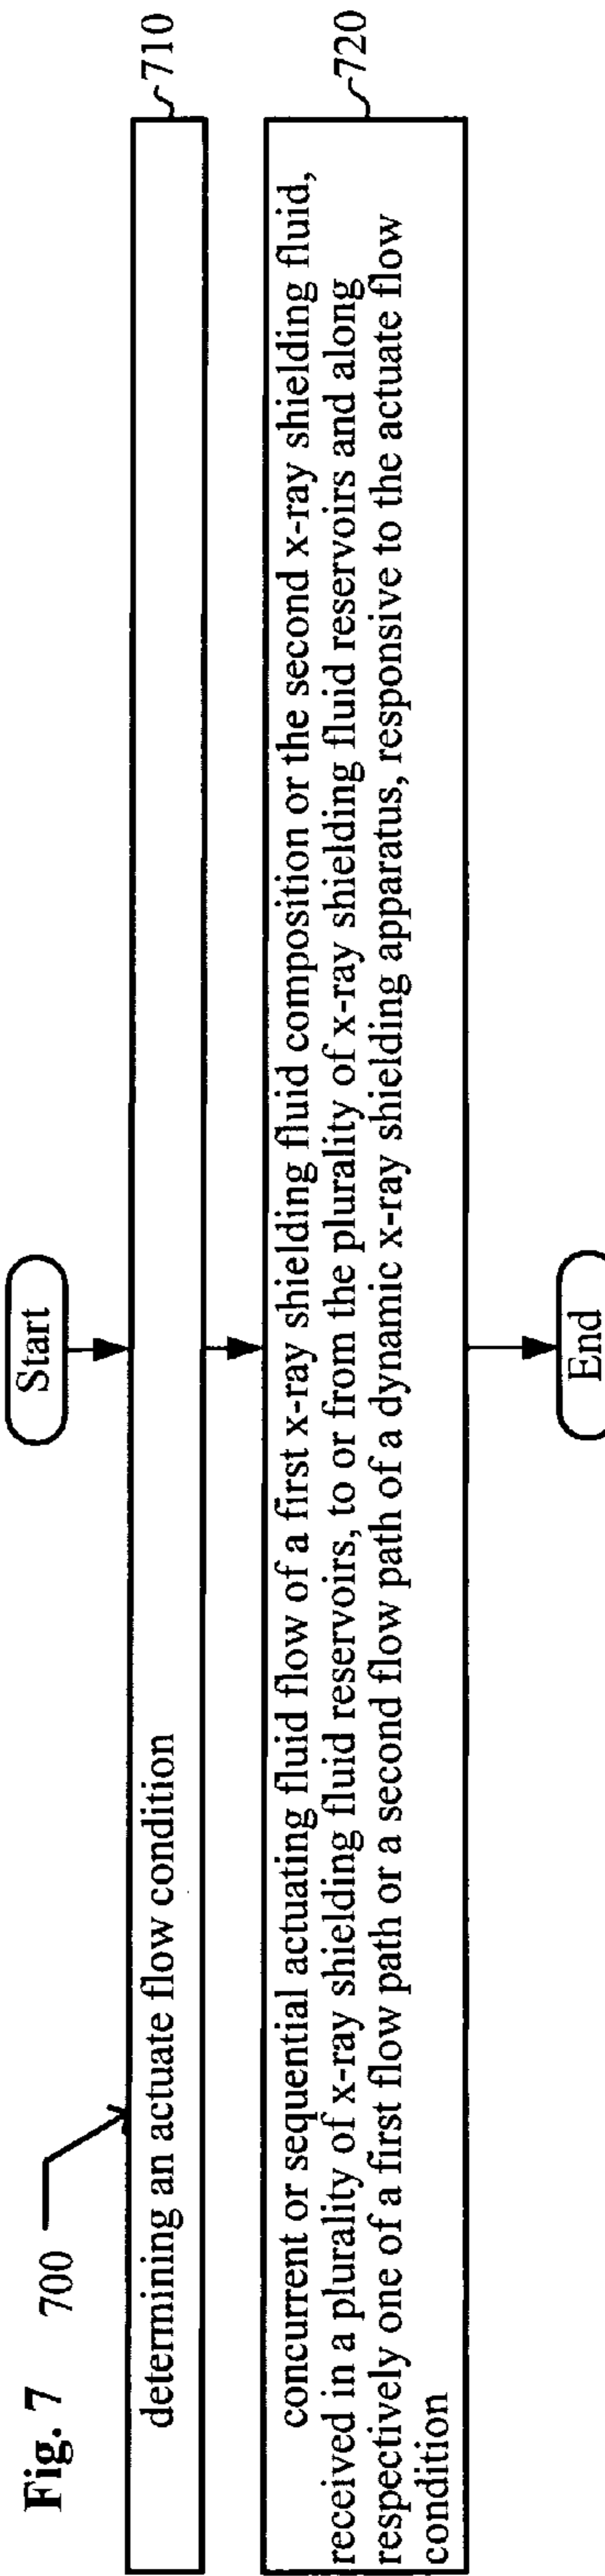 Fig. 7
700
Start
determining an actuate flow condition
710
concurrent or sequential actuating fluid flow of a first x-ray shielding fluid composition or the second x-ray shielding fluid,
received in a plurality of x-ray shielding fluid reservoirs, to or from the plurality of x-ray shielding fluid reservoirs and along
respectively one of a first flow path or a second flow path of a dynamic x-ray shielding apparatus, responsive to the actuate flow
condition
720
End